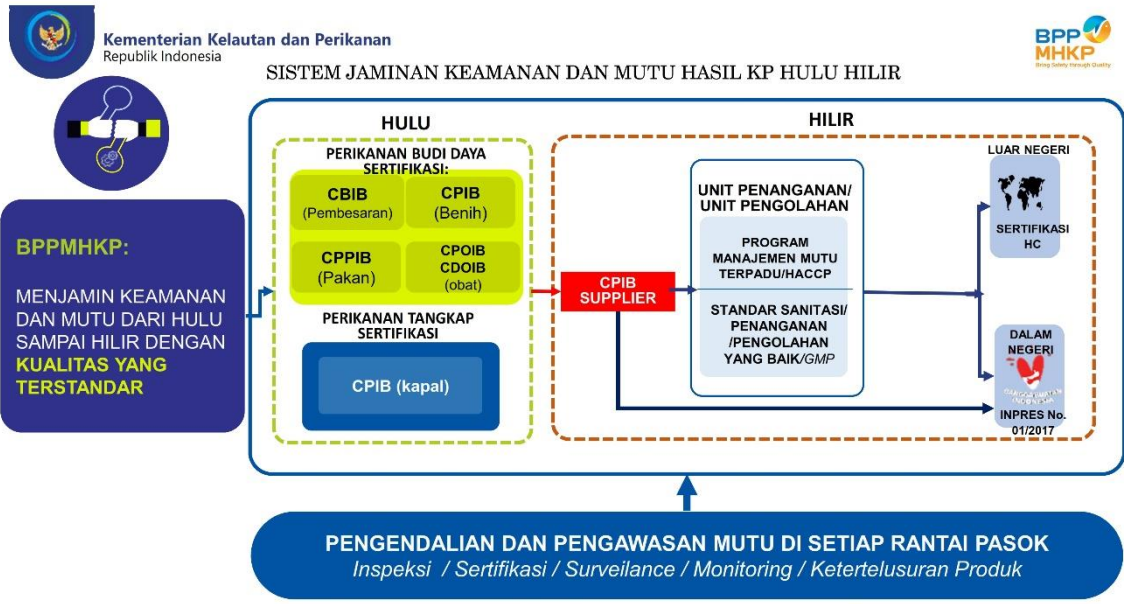 Kementerian Kelautan dan Perikanan
Republik Indonesia
BPP
MHKP
Bring Safety through Quality
SISTEM JAMINAN KEAMANAN DAN MUTU HASIL KP HULU HILIR
BPPMHKP:
MENJAMIN KEAMANAN
DAN MUTU DARI HULU
SAMPAI HILIR DENGAN
KUALITAS YANG
TERSTANDAR
HULU
PERIKANAN BUDI DAYA
SERTIFIKASI:
CBIB
(Pembesaran)
CPIB
(Benih)
CPPIB
(Pakan)
CPOIB
CDOIB
(obat)
PERIKANAN TANGKAP
SERTIFIKASI
CPIB (kapal)
HILIR
CPIB
SUPPLIER
UNIT PENANGANAN/
UNIT PENGOLAHAN
PROGRAM
MANAJEMEN MUTU
TERPADU/HACCP
STANDAR SANITASI/
PENANGANAN
/PENGOLAHAN
YANG BAIK/GMP
LUAR NEGERI
SERTIFIKASI
HC
DALAM
NEGERI
INPRES No.
01/2017
PENGENDALIAN DAN PENGAWASAN MUTU DI SETIAP RANTAI PASOK
Inspeksi / Sertifikasi / Surveilance / Monitoring / Ketertelusuran Produk